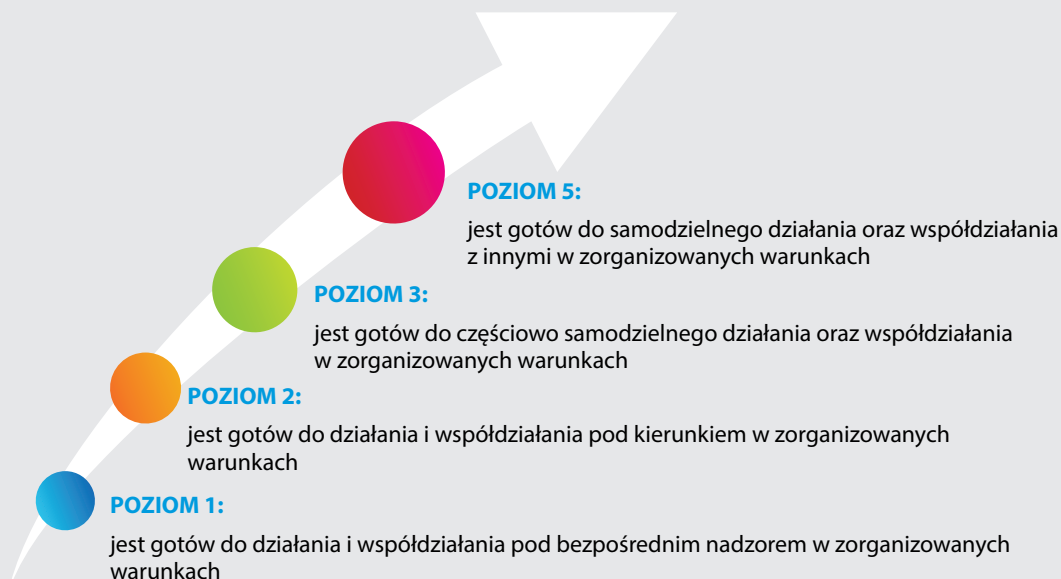 POZIOM 5:
jest gotów do samodzielnego działania oraz współdziałania
z innymi w zorganizowanych warunkach
POZIOM 3:
jest gotów do częściowo samodzielnego działania oraz współdziałania
w zorganizowanych warunkach
POZIOM 2:
jest gotów do działania i współdziałania pod kierunkiem w zorganizowanych
warunkach
POZIOM 1:
jest gotów do działania i współdziałania pod bezpośrednim nadzorem w zorganizowanych
warunkach